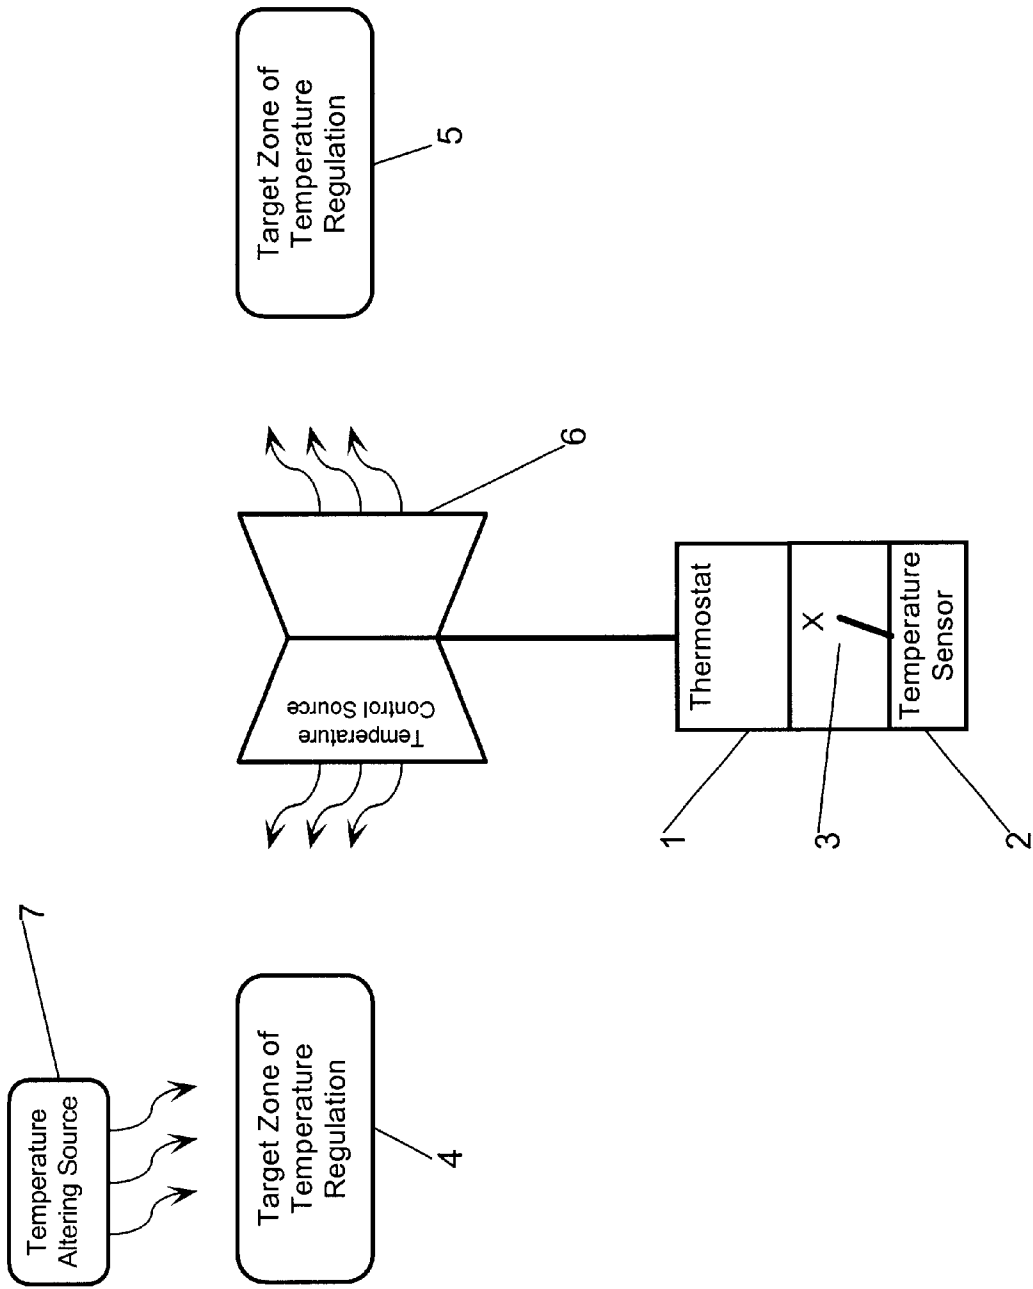 Temperature
Altering Source
7
Target Zone of
Temperature
Regulation
4
Temperature
Control Source
6
Target Zone of
Temperature
Regulation
5
Thermostat
1
X
3
Temperature
Sensor
2